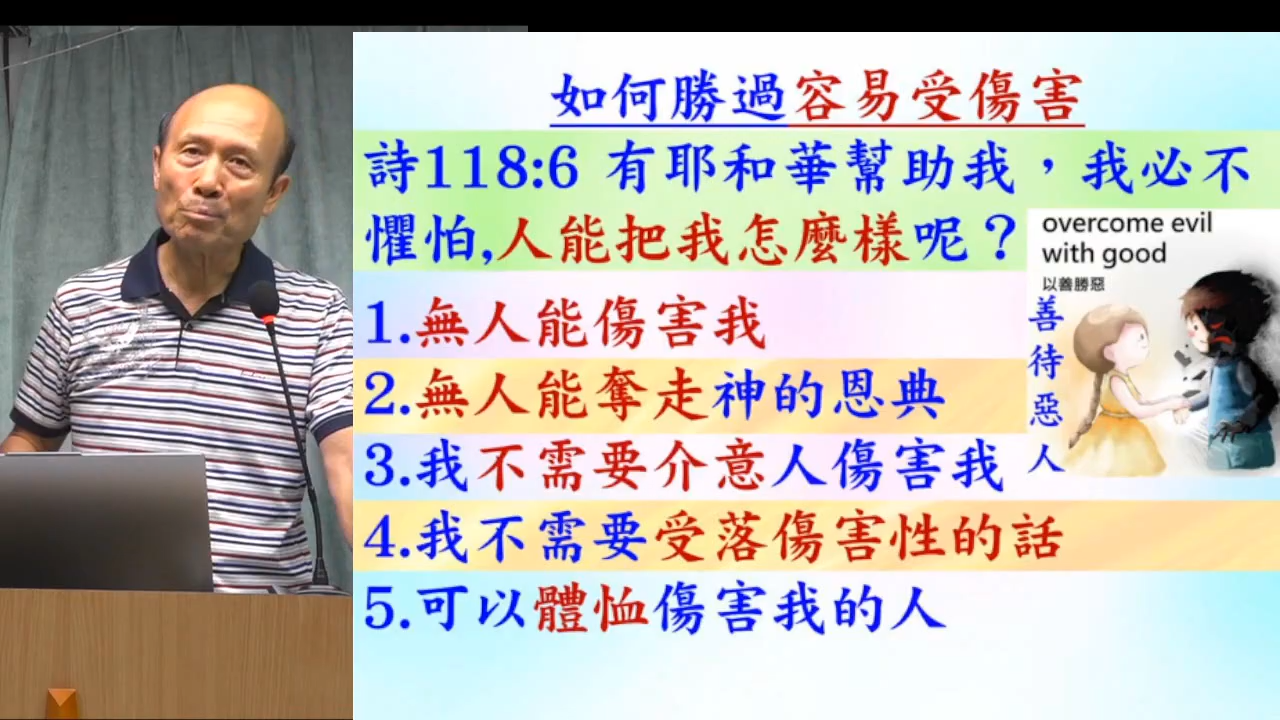 如何勝過容易受傷害
詩118:6 有耶和華幫助我，我必不
懼怕,人能把我怎麼樣呢？
overcome evil
with good
以善勝惡
善待惡人
1.無人能傷害我
2.無人能奪走神的恩典
3.我不需要介意人傷害我
4.我不需要受落傷害性的話
5.可以體恤傷害我的人